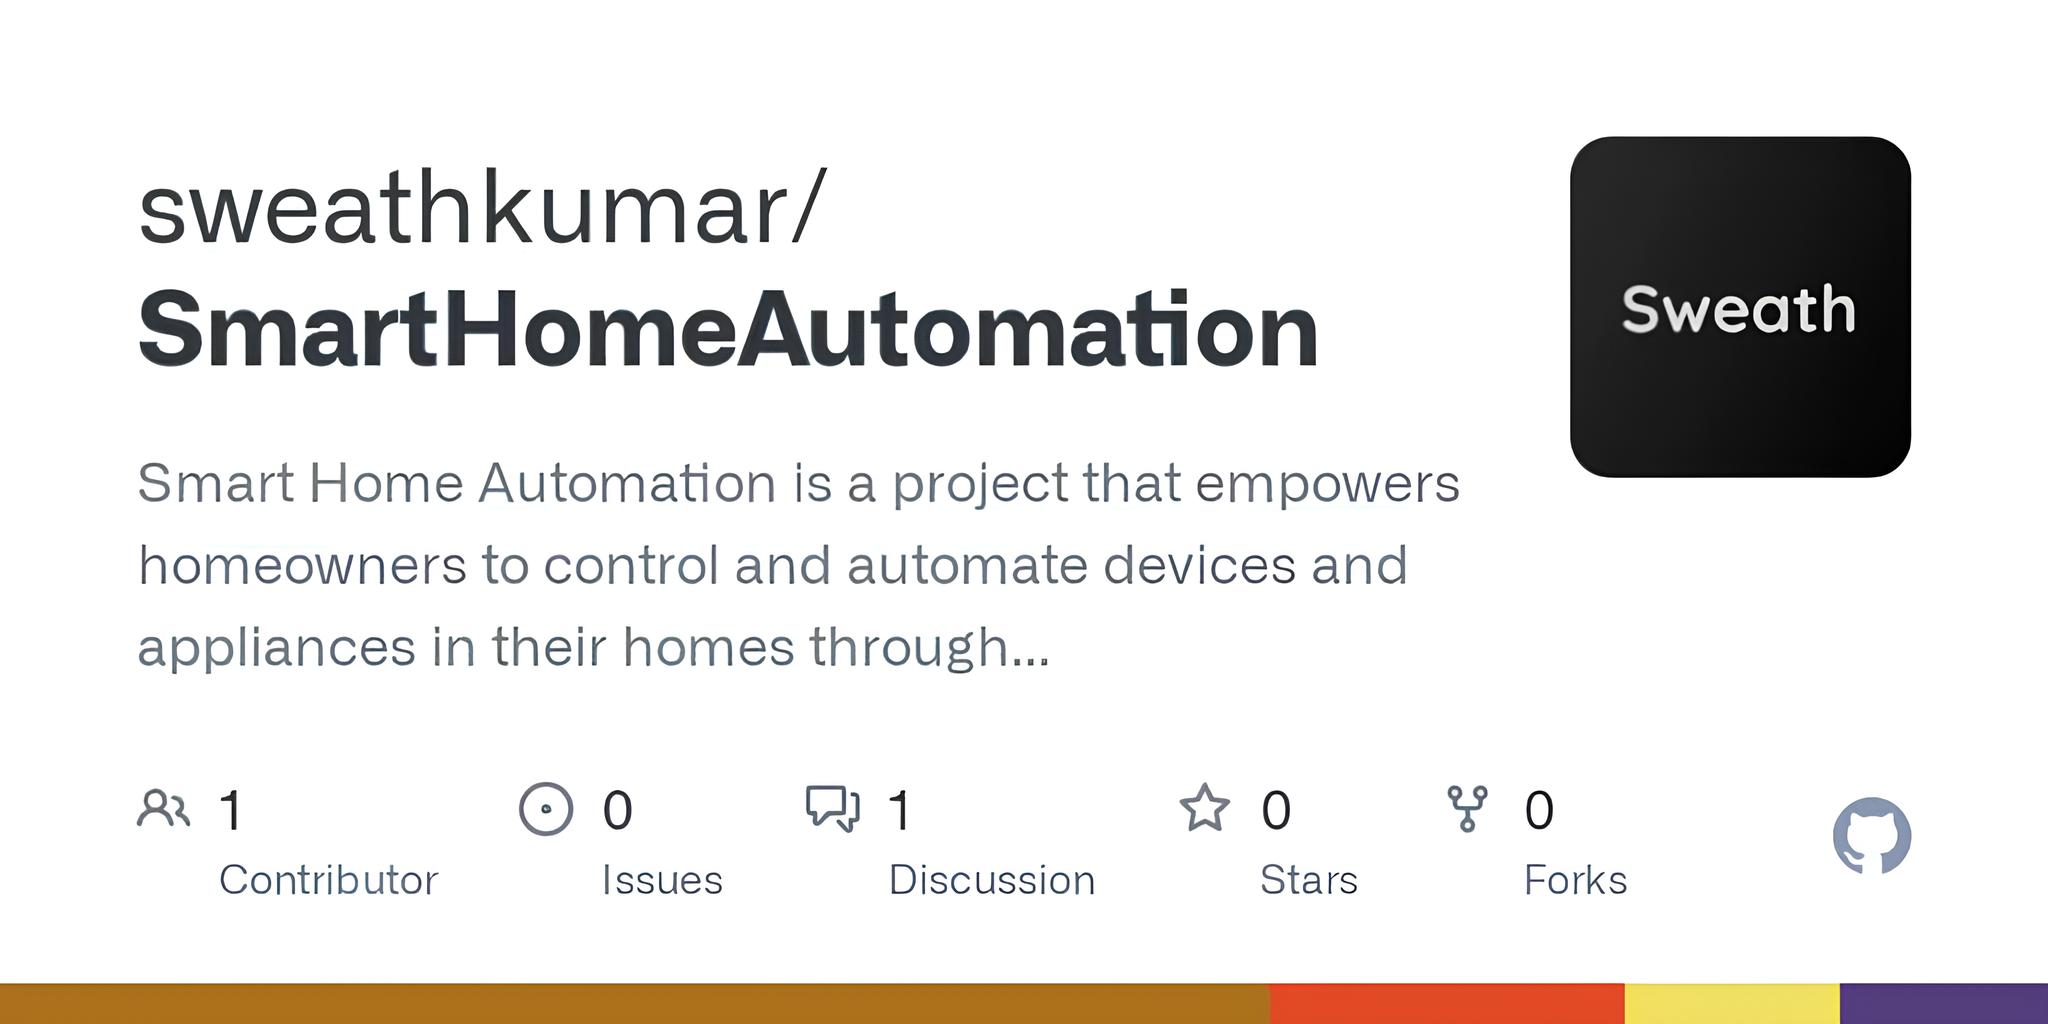 sweathkumar/
SmartHomeAutomation
Sweath
Smart Home Automation is a project that empowers
homeowners to control and automate devices and
appliances in their homes through...
1
Contributor
0
Issues
1
Discussion
0
Stars
0
Forks